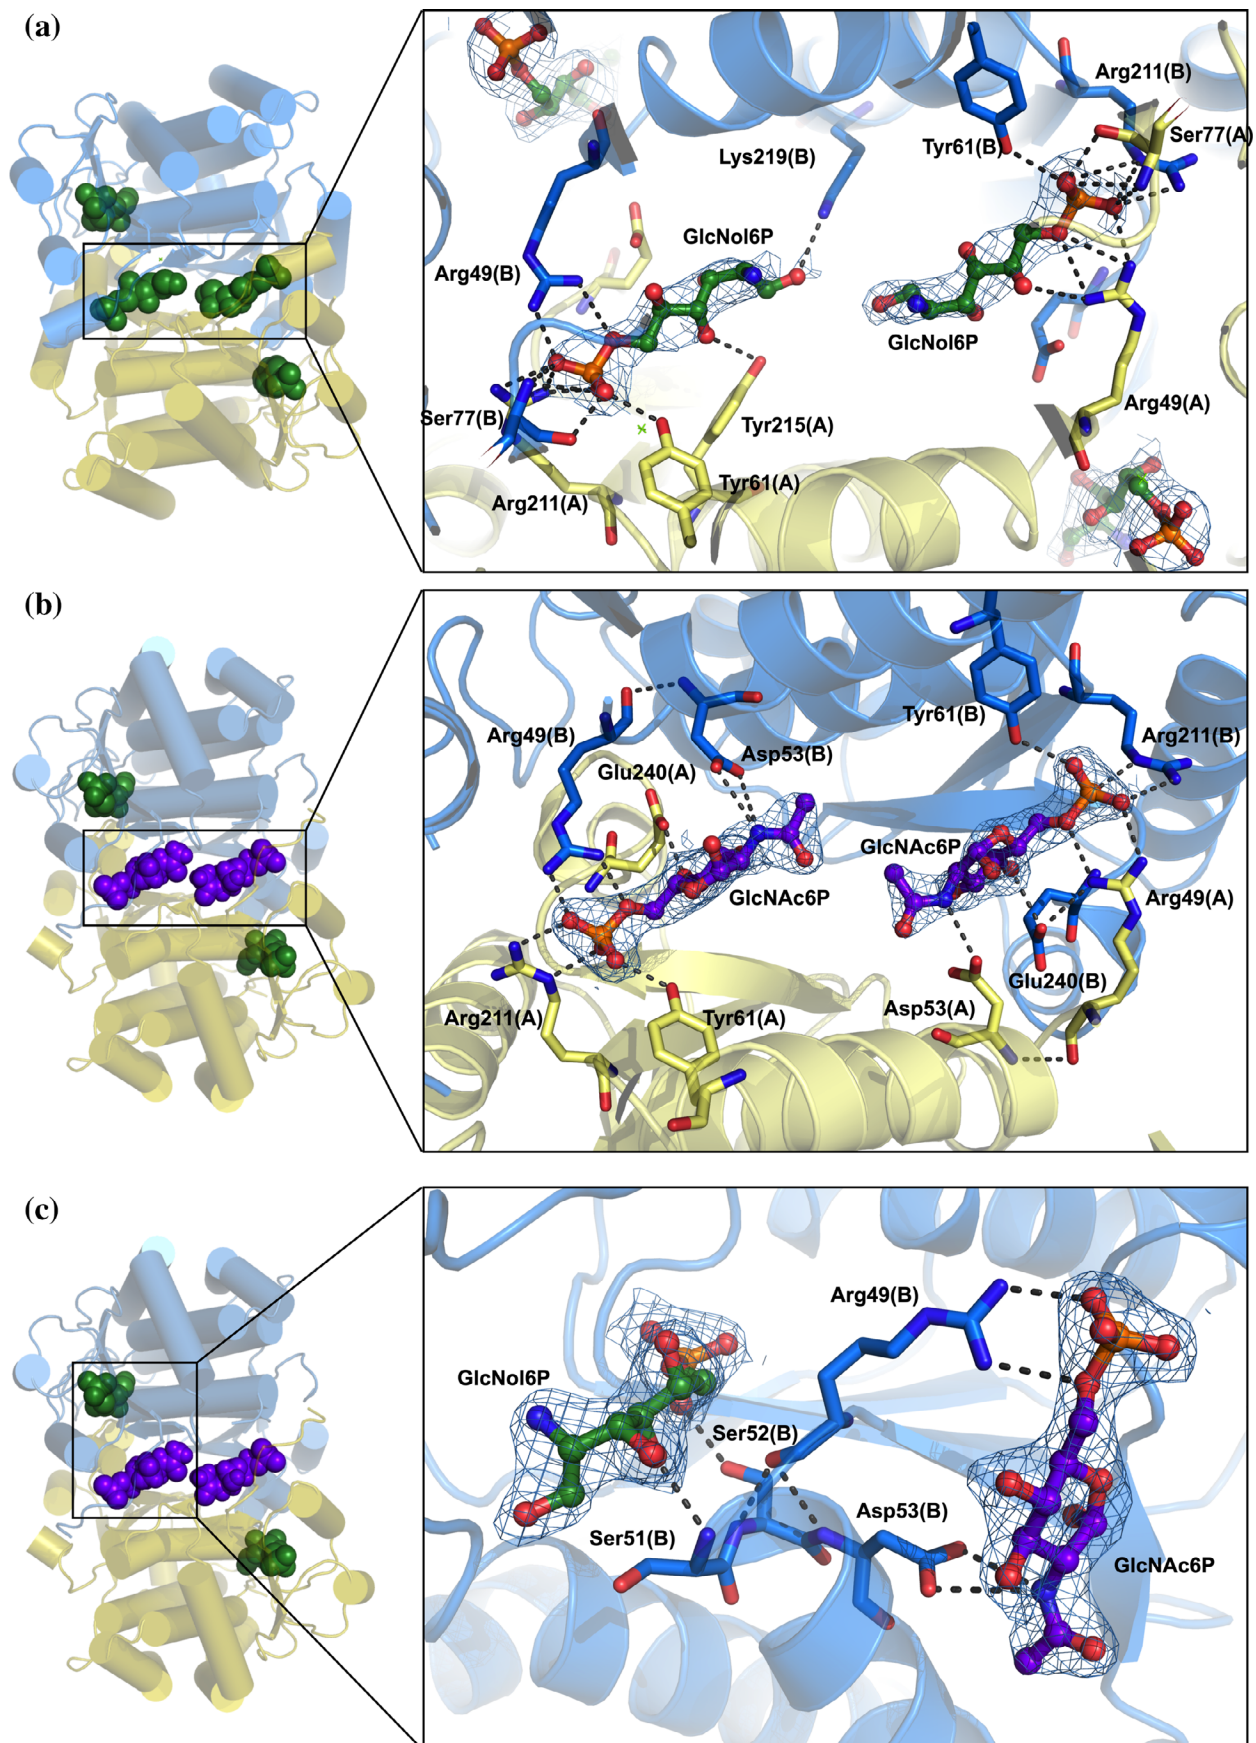 (a)
Arg211(B)
Ser77(A)
Tyr61(B)
Lys219(B)
GlcNol6P
Arg49(B)
GlcNol6P
Arg49(A)
Ser77(B)
Tyr215(A)
Tyr61(A)
Arg211(A)
(b)
Tyr61(B)
Arg49(B)
Arg211(B)
Asp53(B)
Glu240(A)
GlcNAc6P
GlcNAc6P
Arg49(A)
Glu240(B)
Asp53(A)
Arg211(A)
Tyr61(A)
(c)
Arg49(B)
GlcNol6P
Ser52(B)
Asp53(B)
Ser51(B)
GlcNAc6P